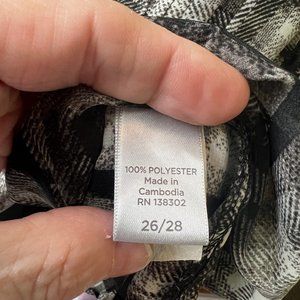 100% POLYESTER
Made in
Cambodia
RN 138302
26/28